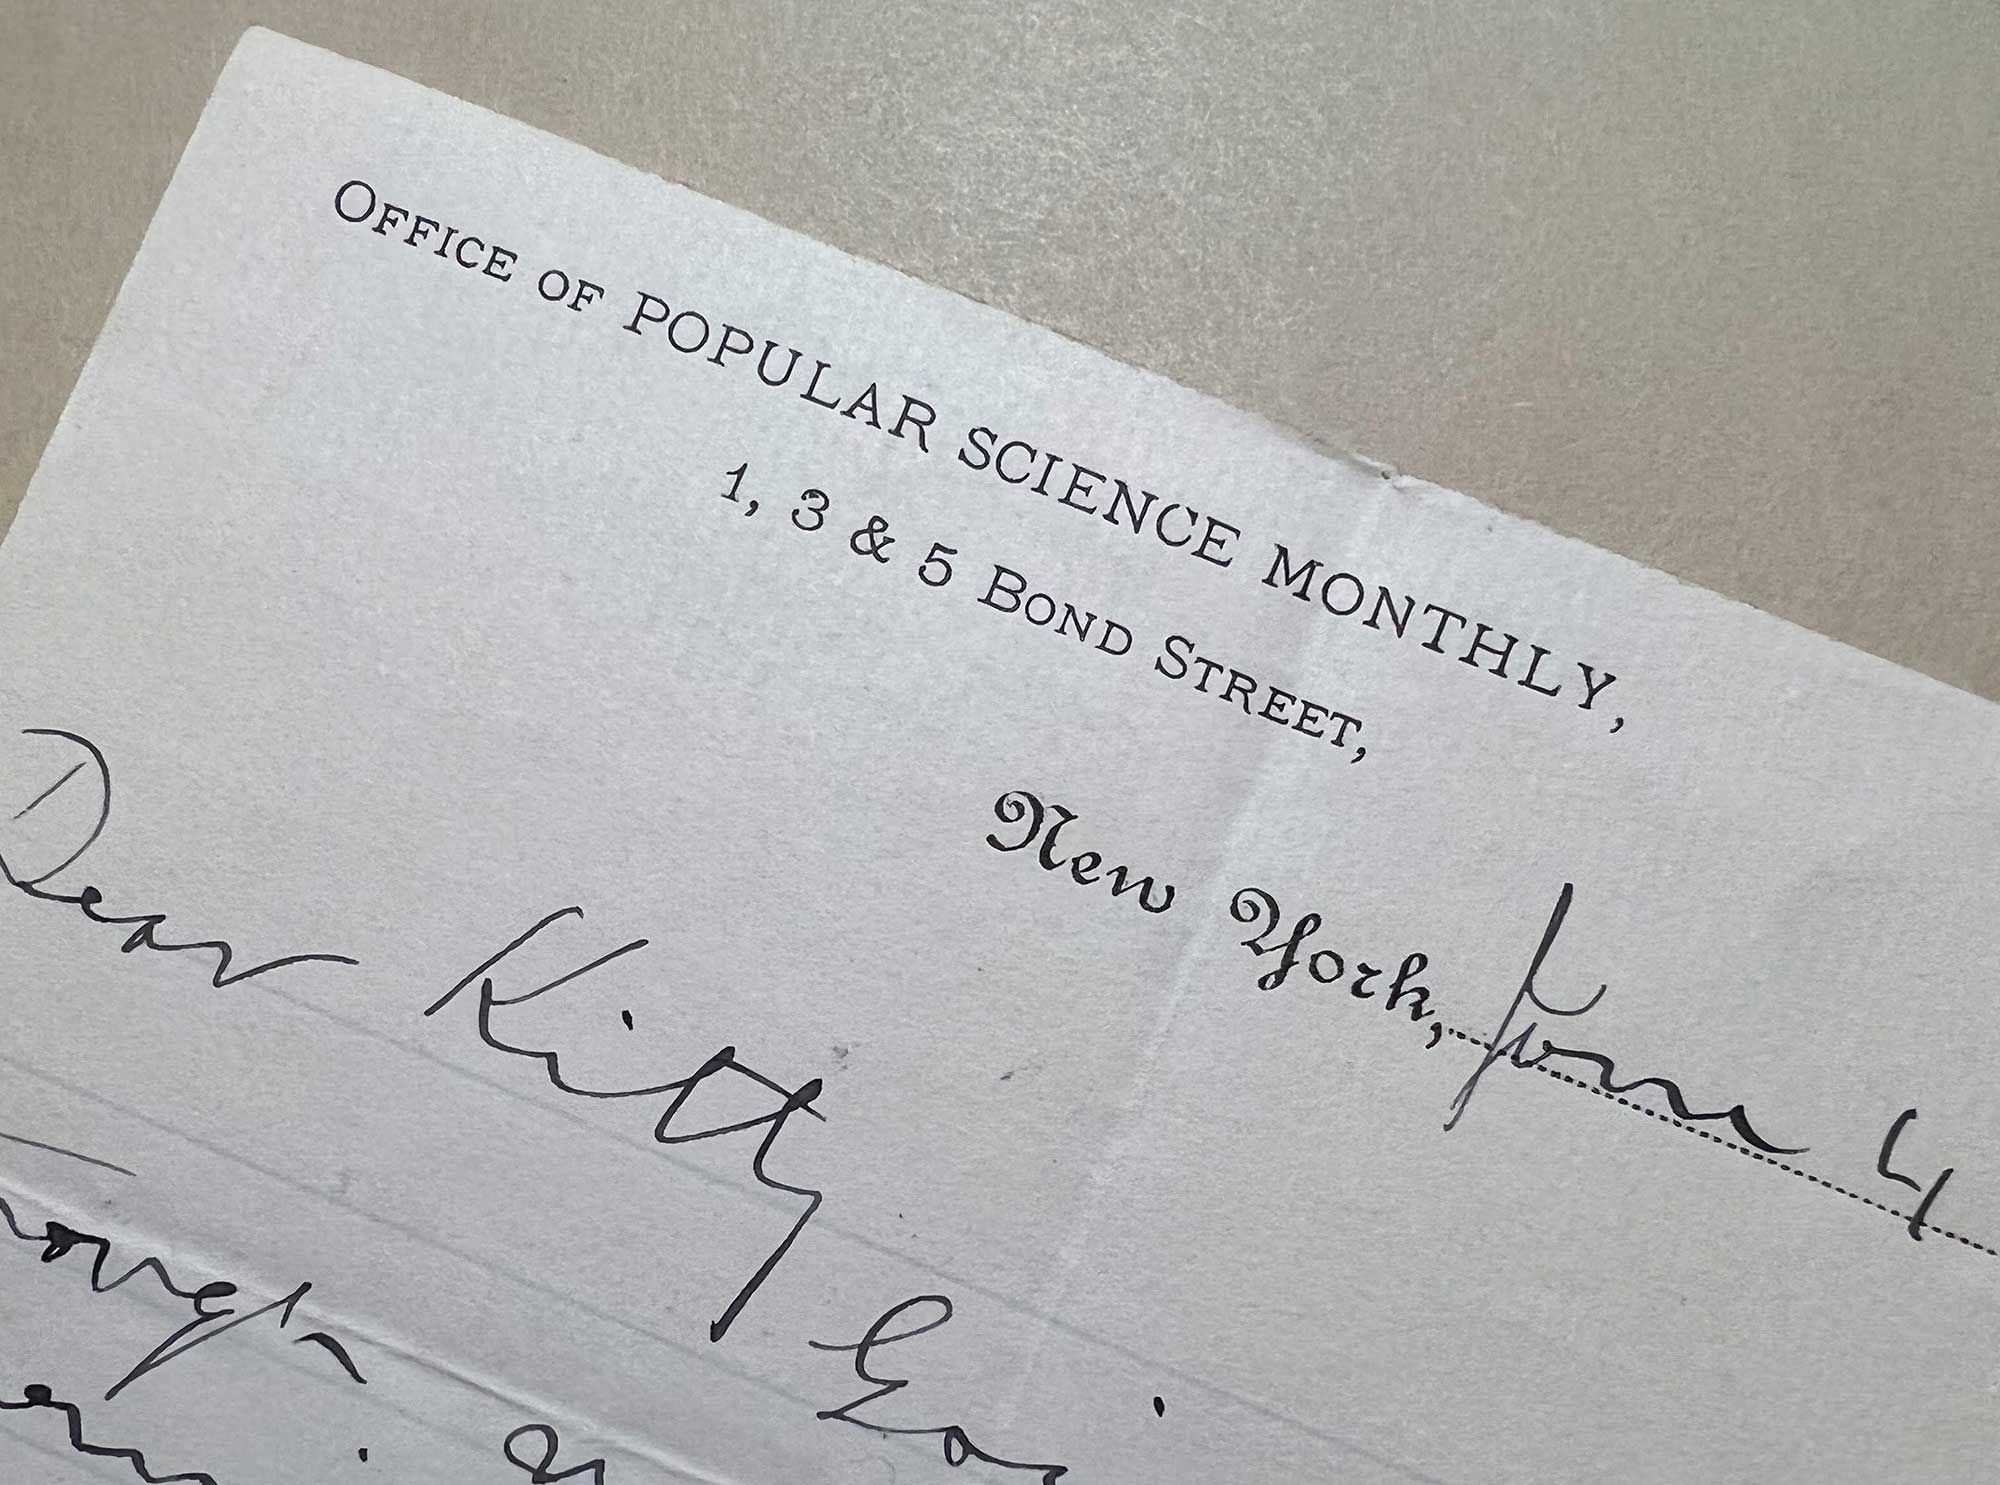 Office of POPULAR SCIENCE MONTHLY,
1, 3 & 5 Bond Street,
New York, June 4
Dear Kitty